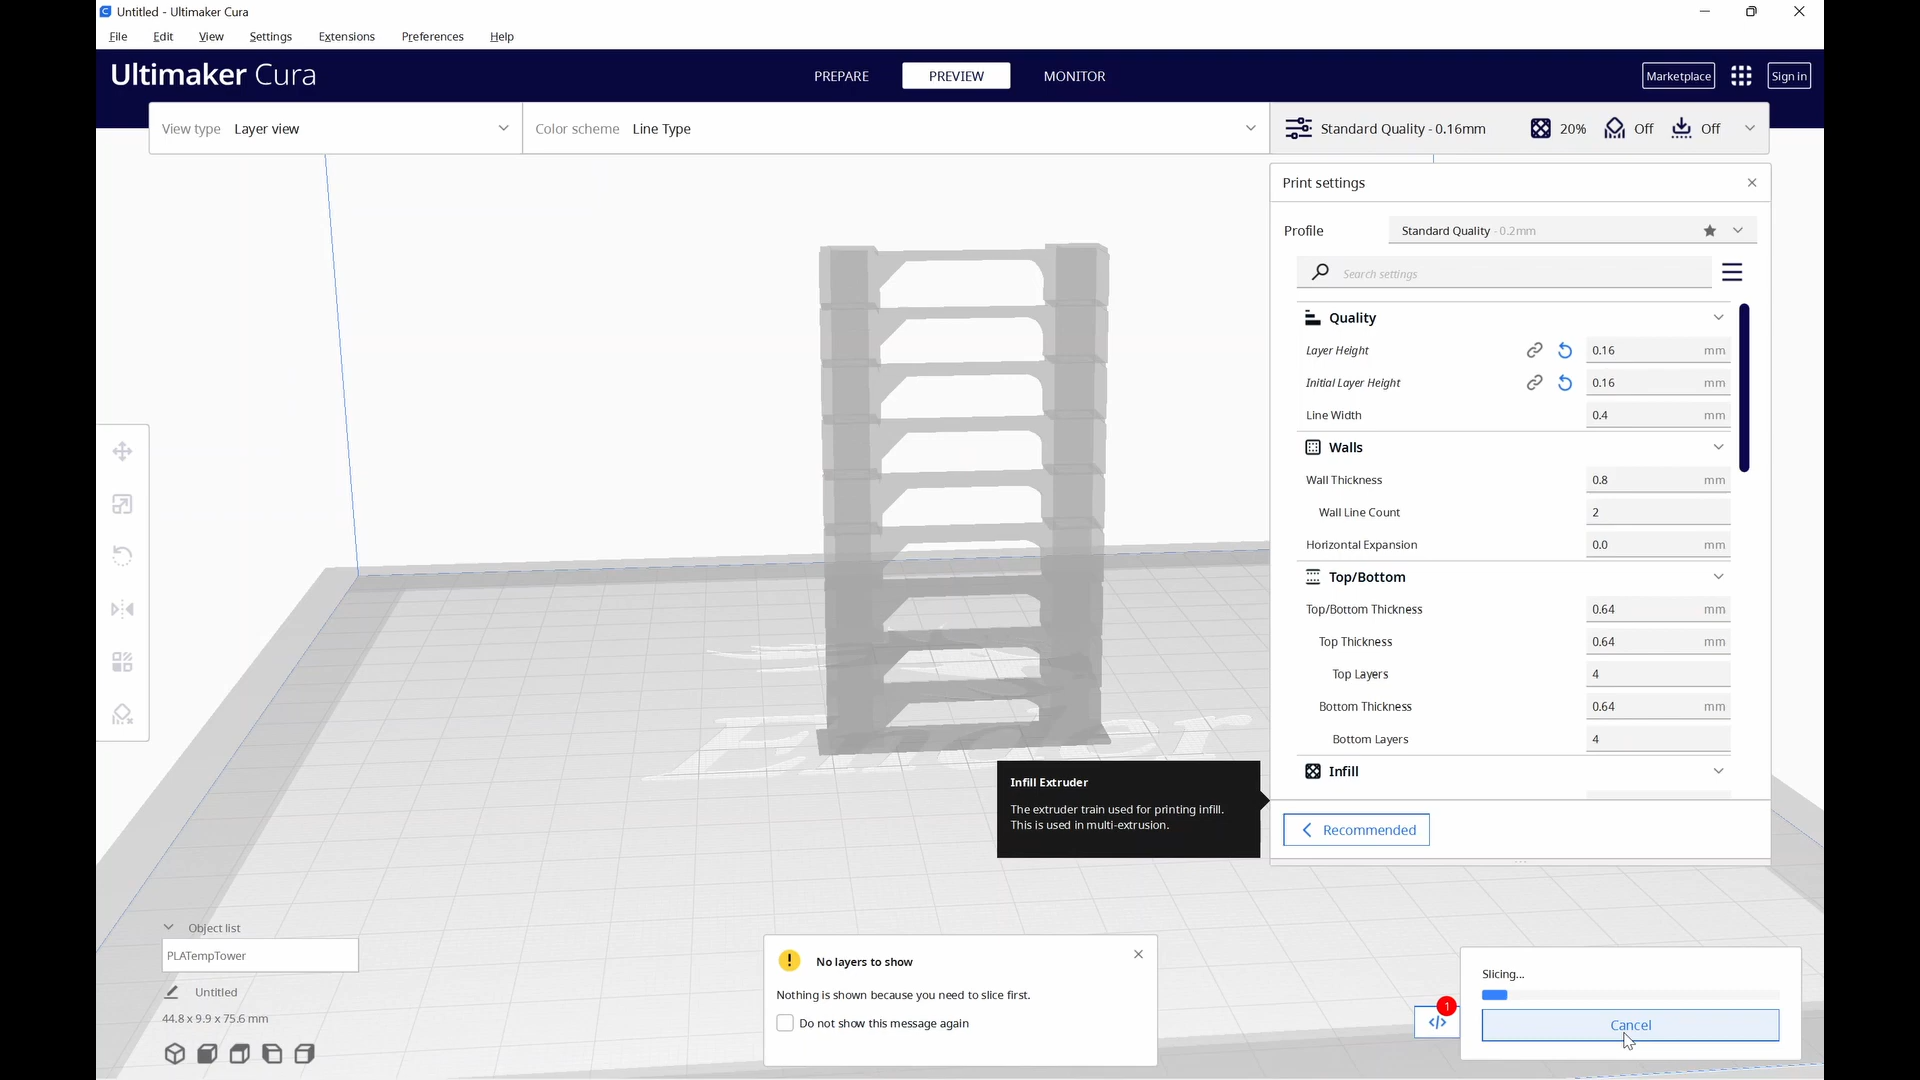 Untitled - Ultimaker Cura
File Edit View Settings Extensions Preferences Help
Ultimaker Cura
PREPARE PREVIEW MONITOR
Marketplace
Sign in
View type Layer view
Color scheme Line Type
Standard Quality - 0.16mm 20% Off Off
Print settings
Profile Standard Quality - 0.2mm
Search settings
Quality
Layer Height 0.16 mm
Initial Layer Height 0.16 mm
Line Width 0.4 mm
Walls
Wall Thickness 0.8 mm
Wall Line Count 2
Horizontal Expansion 0.0 mm
Top/Bottom
Top/Bottom Thickness 0.64 mm
Top Thickness 0.64 mm
Top Layers 4
Bottom Thickness 0.64 mm
Bottom Layers 4
Infill
Recommended
Infill Extruder
The extruder train used for printing infill.
This is used in multi-extrusion.
Object list
PLATempTower
Untitled
44.8 x 9.9 x 75.6 mm
! No layers to show
Nothing is shown because you need to slice first.
Do not show this message again
1
</>
Slicing...
Cancel